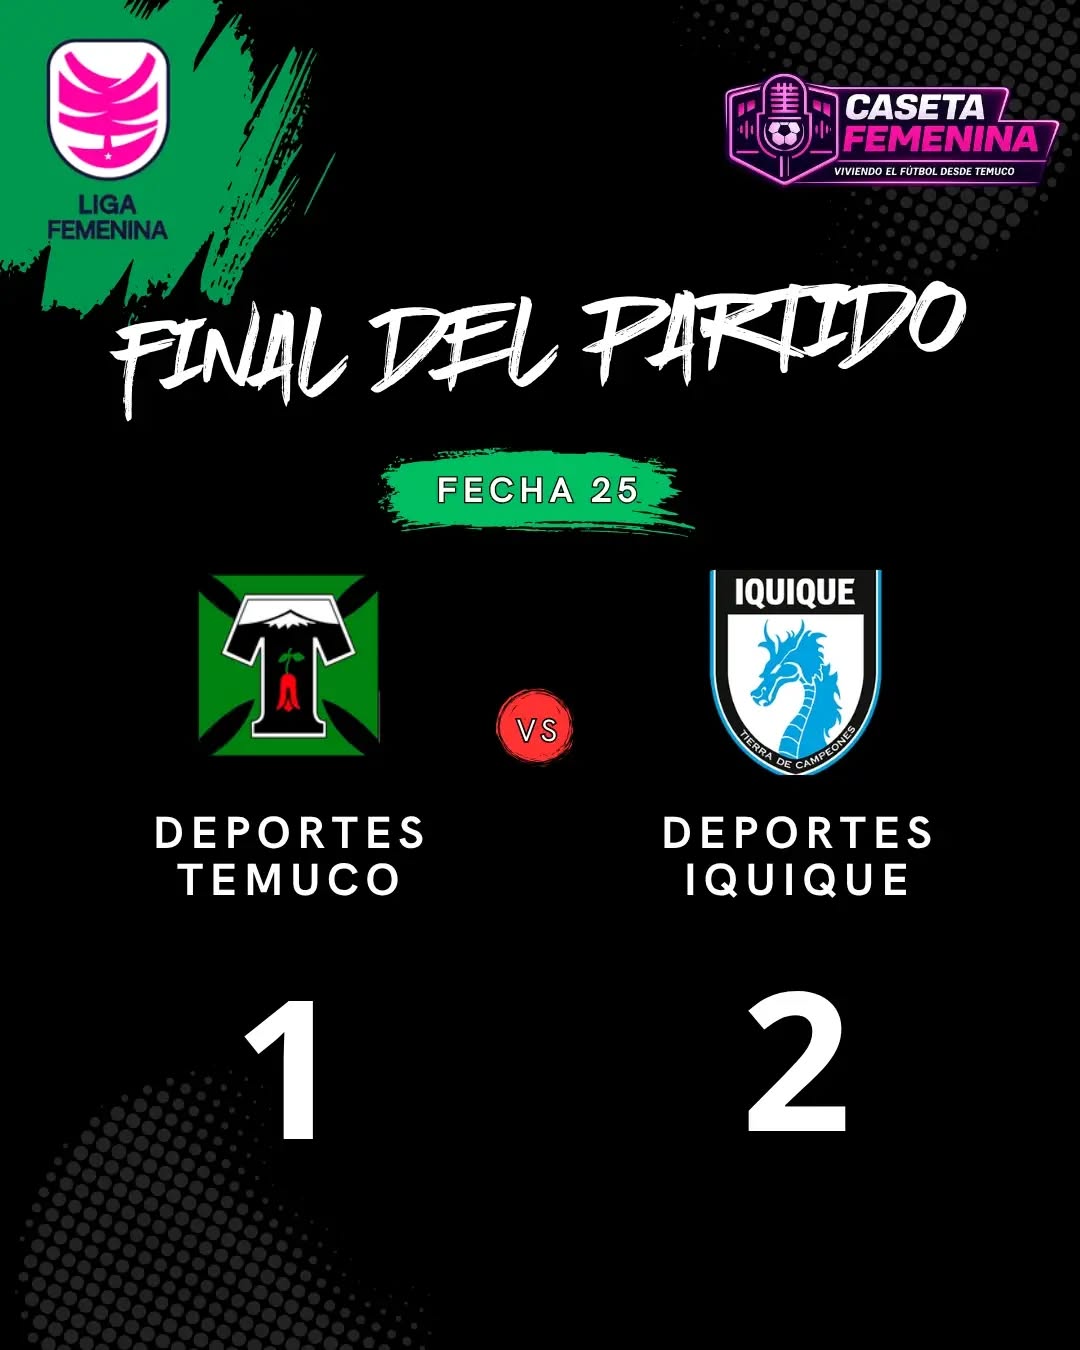 LIGA
FEMENINA
CASETA
FEMENINA
VIVIENDO EL FÚTBOL DESDE TEMUCO
FINAL DEL PARTIDO
FECHA 25
T
IQUIQUE
TIERRA DE CAMPEONES
VS
DEPORTES
TEMUCO
DEPORTES
IQUIQUE
1
2